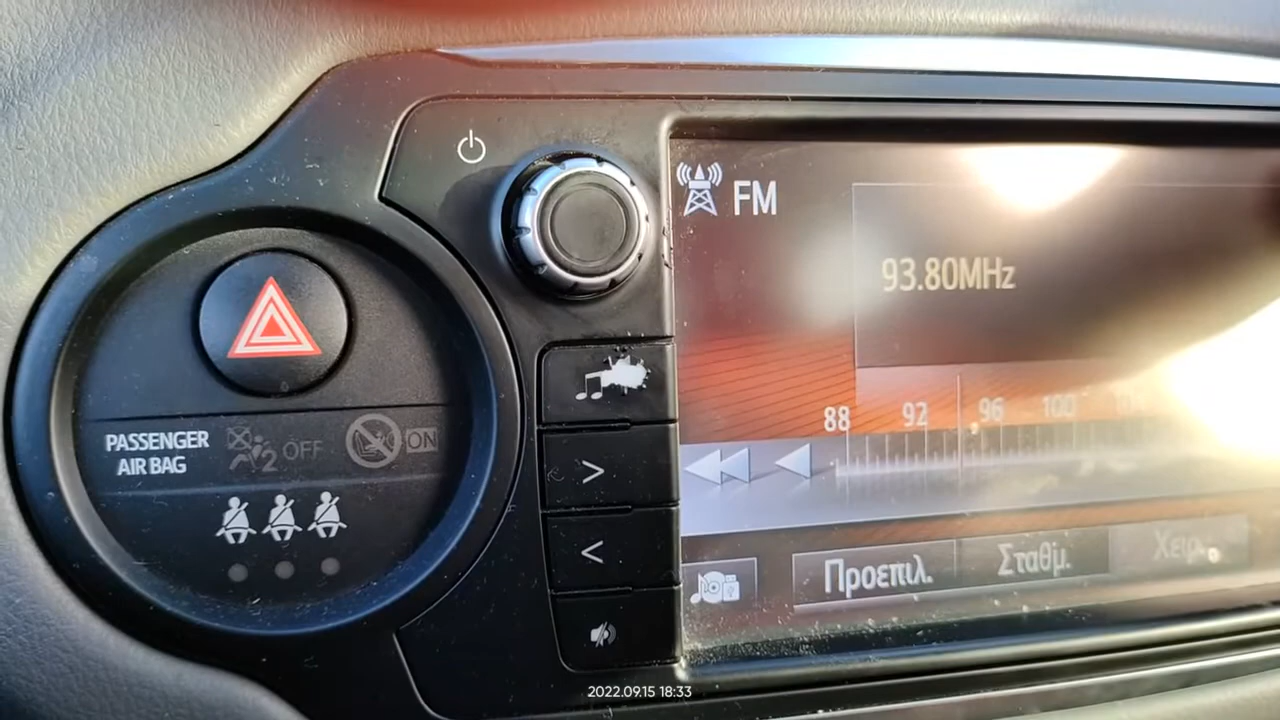 FM
93.80MHz
88 92 96 100
PASSENGER
AIR BAG
2 OFF
ON
Προεπιλ. Σταθμ.
2022.09.15 18:33